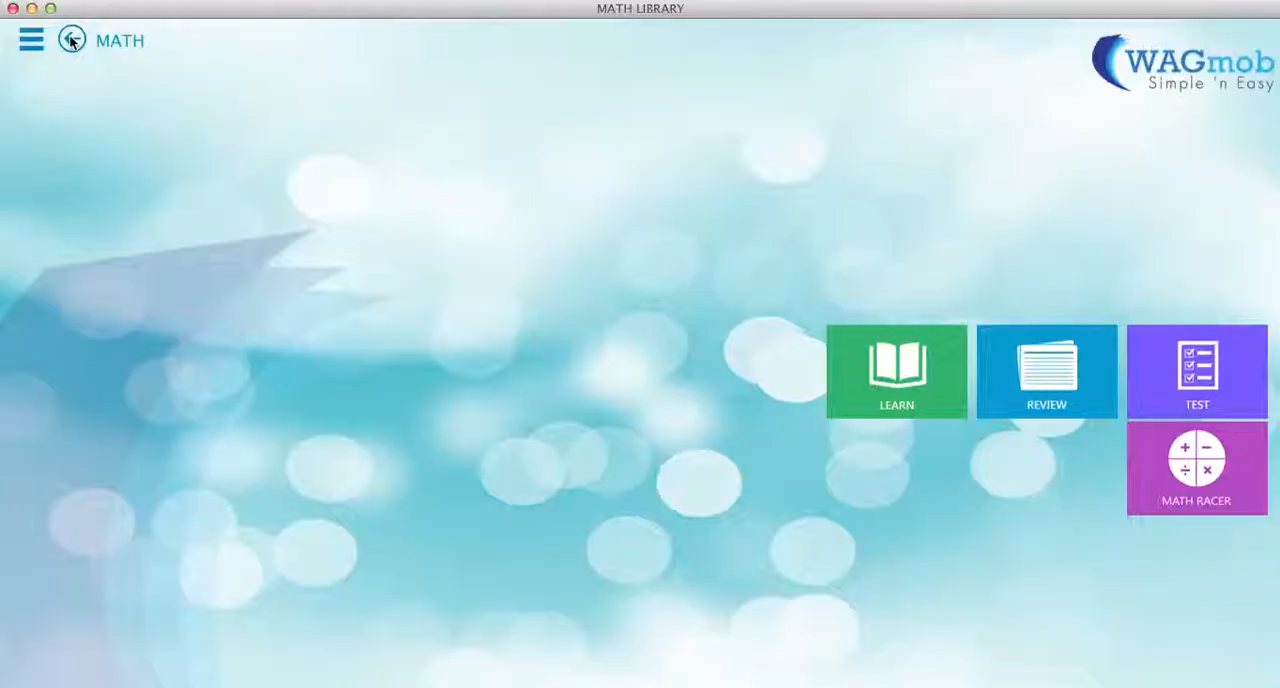 MATH LIBRARY
MATH
WAGmob
Simple 'n Easy
LEARN
REVIEW
TEST
MATH RACER